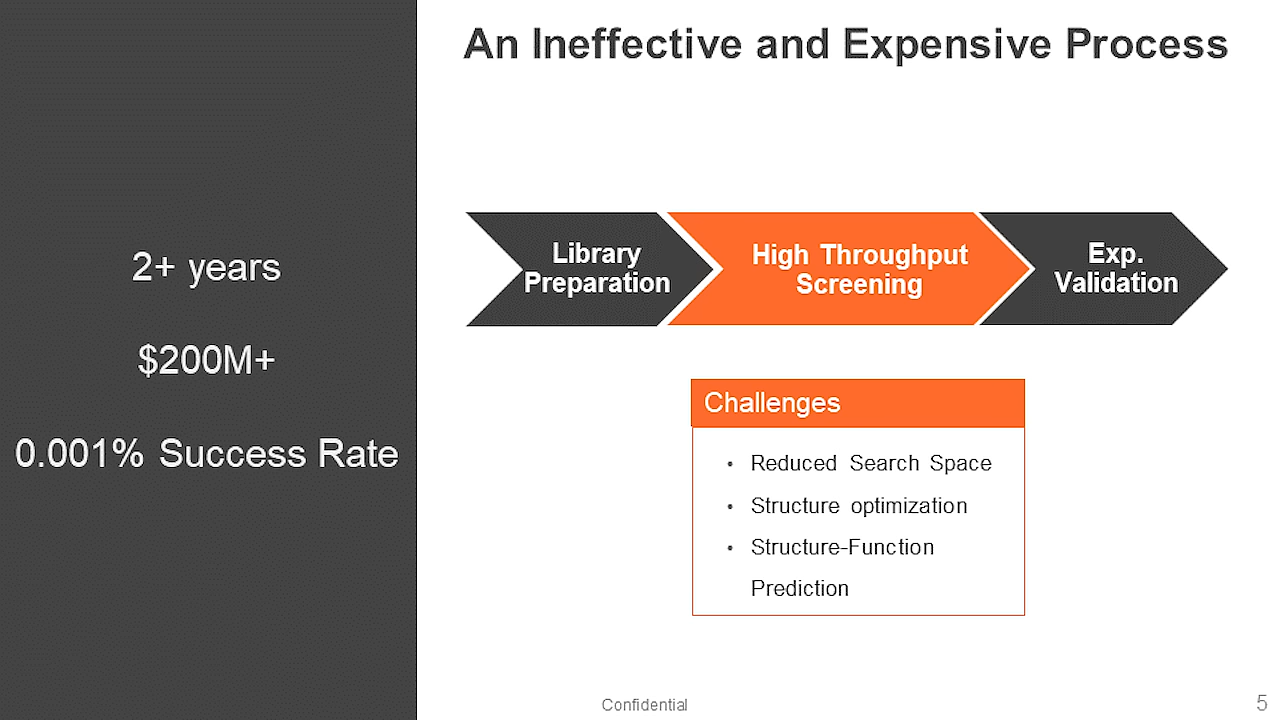 An Ineffective and Expensive Process
2+ years
$200M+
0.001% Success Rate
Library
Preparation
High Throughput
Screening
Exp.
Validation
Challenges
• Reduced Search Space
• Structure optimization
• Structure-Function
Prediction
Confidential
5